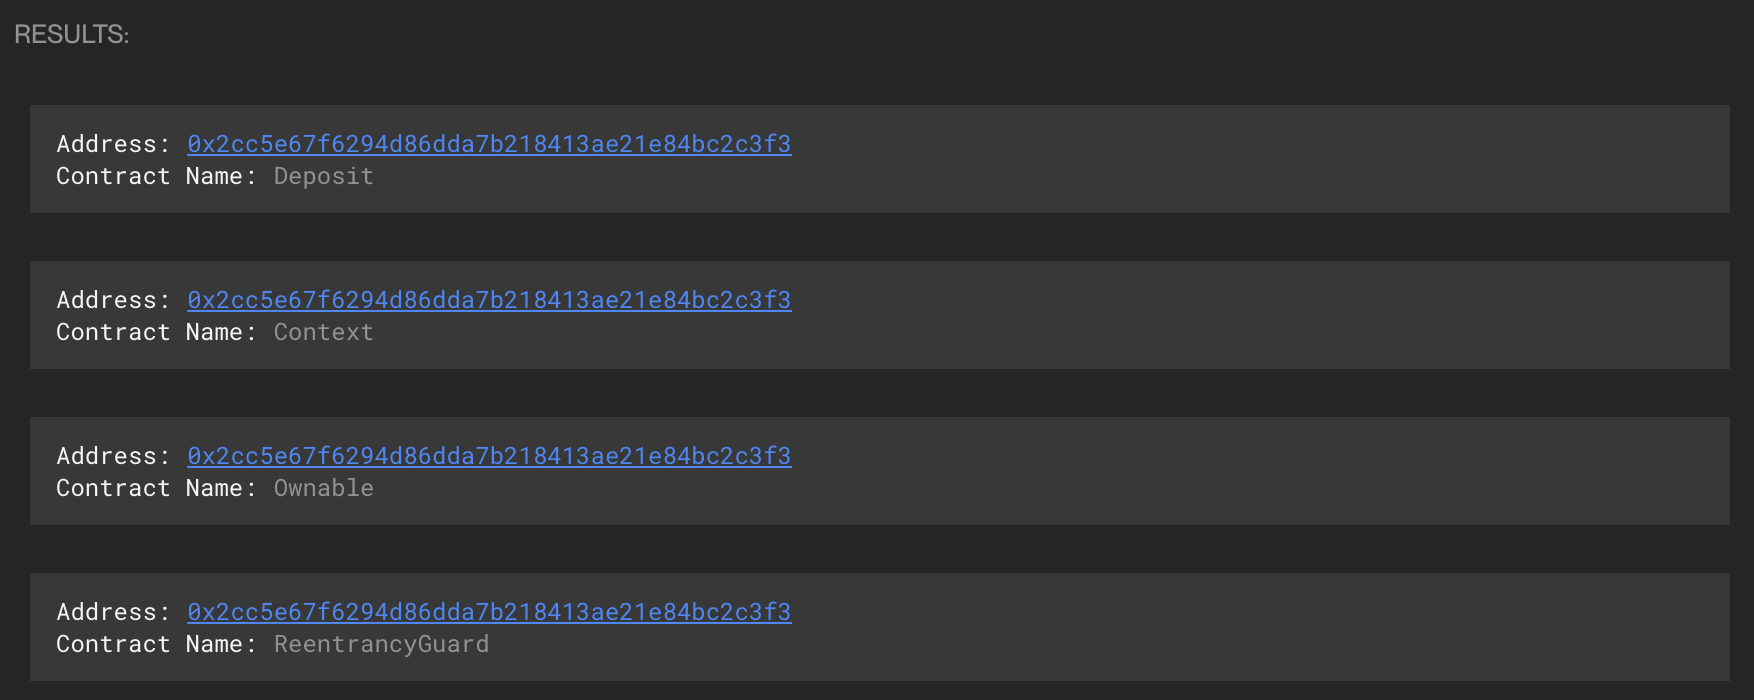 RESULTS:
Address: 0x2cc5e67f6294d86dda7b218413ae21e84bc2c3f3
Contract Name: Deposit
Address: 0x2cc5e67f6294d86dda7b218413ae21e84bc2c3f3
Contract Name: Context
Address: 0x2cc5e67f6294d86dda7b218413ae21e84bc2c3f3
Contract Name: Ownable
Address: 0x2cc5e67f6294d86dda7b218413ae21e84bc2c3f3
Contract Name: ReentrancyGuard